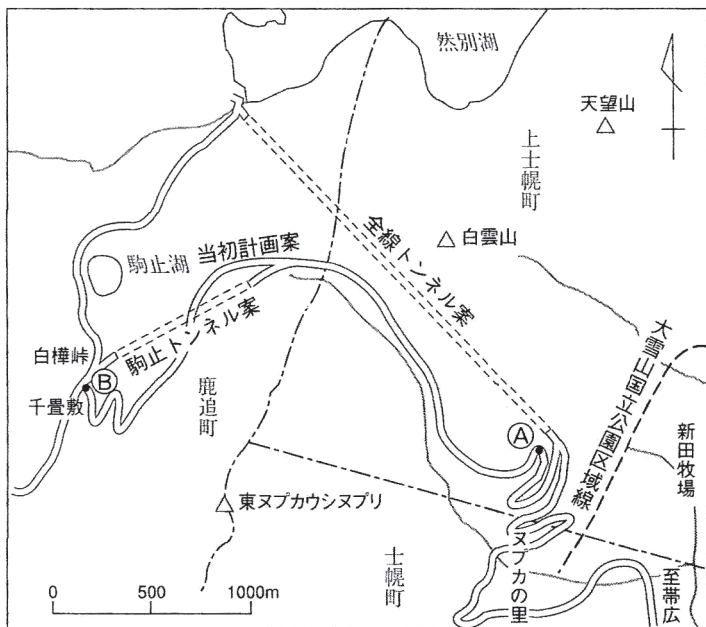 然別湖
天望山
上士幌町
白雲山
全線トンネル案
当初計画案
駒止湖
駒止トンネル案
白樺峠
Ⓑ
千畳敷
鹿追町
Ⓐ
大雪山国立公園区域線
新田牧場
東ヌプカウシヌプリ
ヌプカの里
士幌町
至帯広
0 500 1000m